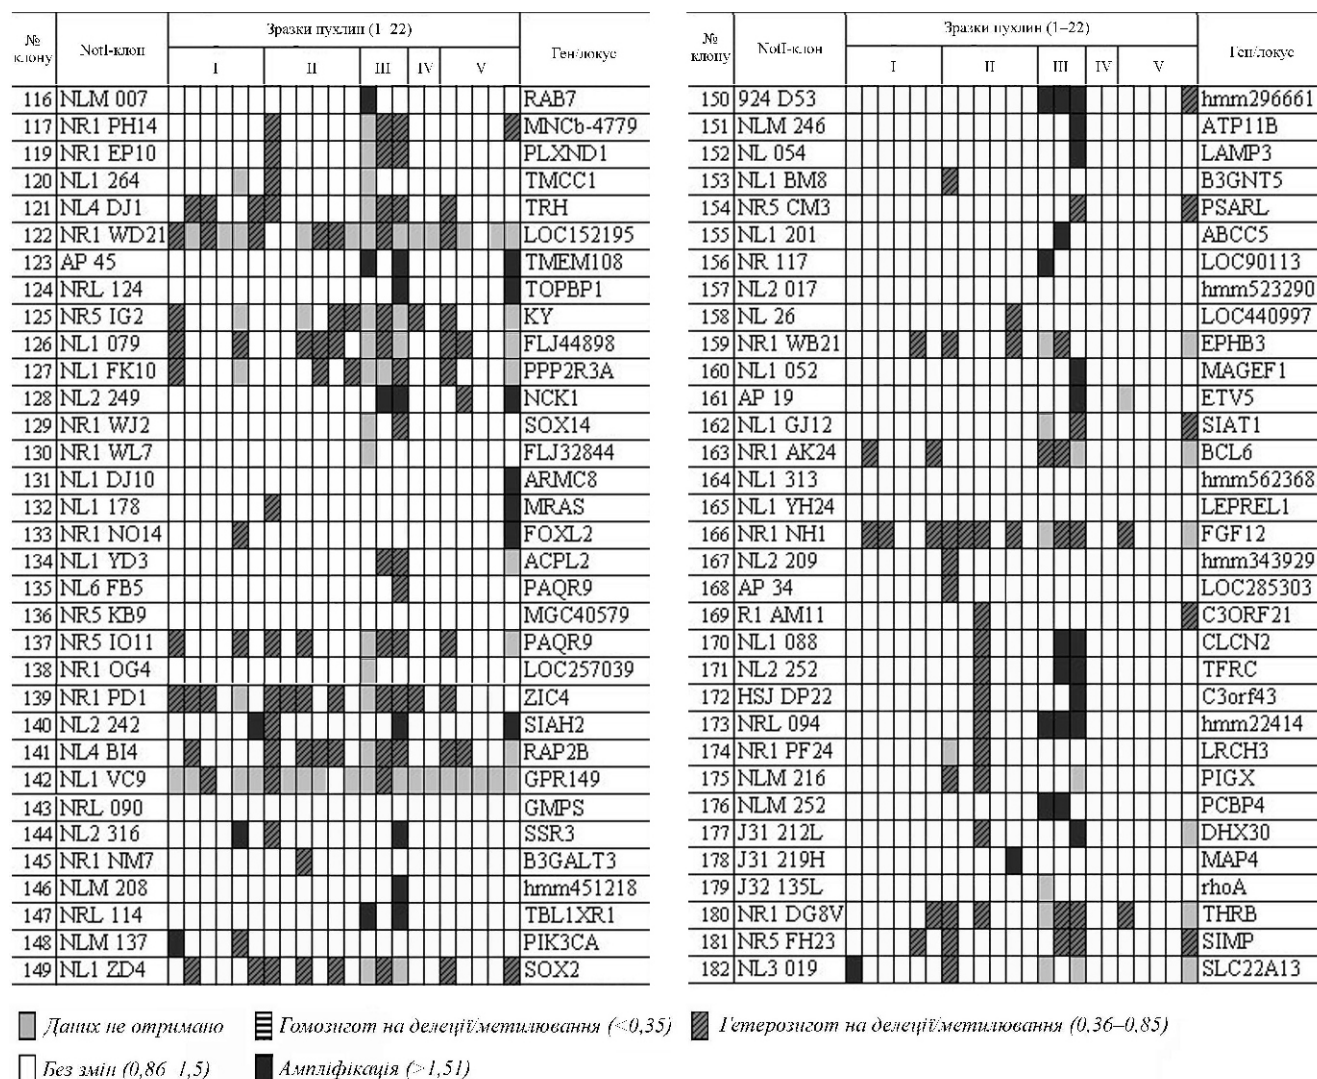 № клону NotI-клон Зразки пухлин (1–22) Ген/локус
I II III IV V
116 NLM 007 RAB7
117 NR1 PH14 MNCb-4779
119 NR1 EP10 PLXND1
120 NL1 264 TMCC1
121 NL4 DJ1 TRH
122 NR1 WD21 LOC152195
123 AP 45 TMEM108
124 NRL 124 TOPBP1
125 NR5 IG2 KY
126 NL1 079 FLJ44898
127 NL1 FK10 PPP2R3A
128 NL2 249 NCK1
129 NR1 WJ2 SOX14
130 NR1 WL7 FLJ32844
131 NL1 DJ10 ARMC8
132 NL1 178 MRAS
133 NR1 NO14 FOXL2
134 NL1 YD3 ACPL2
135 NL6 FB5 PAQR9
136 NR5 KB9 MGC40579
137 NR5 IO11 PAQR9
138 NR1 OG4 LOC257039
139 NR1 PD1 ZIC4
140 NL2 242 SIAH2
141 NL4 BI4 RAP2B
142 NL1 VC9 GPR149
143 NRL 090 GMPS
144 NL2 316 SSR3
145 NR1 NM7 B3GALT3
146 NLM 208 hmm451218
147 NRL 114 TBL1XR1
148 NLM 137 PIK3CA
149 NL1 ZD4 SOX2
№ клону NotI-клон Зразки пухлин (1–22) Ген/локус
I II III IV V
150 924 D53 hmm296661
151 NLM 246 ATP11B
152 NL 054 LAMP3
153 NL1 BM8 B3GNT5
154 NR5 CM3 PSARL
155 NL1 201 ABCC5
156 NR 117 LOC90113
157 NL2 017 hmm523290
158 NL 26 LOC440997
159 NR1 WB21 EPHB3
160 NL1 052 MAGEF1
161 AP 19 ETV5
162 NL1 GJ12 SIAT1
163 NR1 AK24 BCL6
164 NL1 313 hmm562368
165 NL1 YH24 LEPREL1
166 NR1 NH1 FGF12
167 NL2 209 hmm343929
168 AP 34 LOC285303
169 R1 AM11 C3ORF21
170 NL1 088 CLCN2
171 NL2 252 TFRC
172 HSJ DP22 C3orf43
173 NRL 094 hmm22414
174 NR1 PF24 LRCH3
175 NLM 216 PIGX
176 NLM 252 PCBP4
177 J31 212L DHX30
178 J31 219H MAP4
179 J32 135L rhoA
180 NR1 DG8V THRB
181 NR5 FH23 SIMP
182 NL3 019 SLC22A13
Даних не отримано Гомозигот на делеції/метилювання (<0,35) Гетерозигот на делеції/метилювання (0,36–0,85)
Без змін (0,86 1,5) Ампліфікація (>1,51)